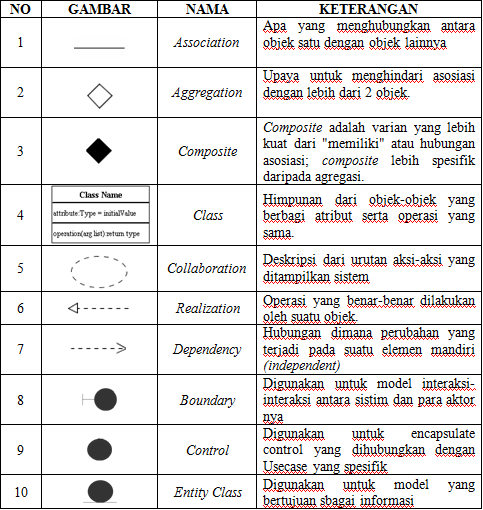 NO GAMBAR NAMA KETERANGAN
1 Association Apa yang menghubungkan antara
objek satu dengan objek lainnya
2 Aggregation Upaya untuk menghindari asosiasi
dengan lebih dari 2 objek.
3 Composite Composite adalah varian yang lebih
kuat dari "memiliki" atau hubungan
asosiasi; composite lebih spesifik
daripada agregasi.
4 Class Name
attribute:Type = initialValue
operation(arg list):return type
Class Himpunan dari objek-objek yang
berbagi atribut serta operasi yang
sama.
5 Collaboration Deskripsi dari urutan aksi-aksi yang
ditampilkan sistem
6 Realization Operasi yang benar-benar dilakukan
oleh suatu objek.
7 Dependency Hubungan dimana perubahan yang
terjadi pada suatu elemen mandiri
(independent)
8 Boundary Digunakan untuk model interaksi-
interaksi antara sistim dan para aktor
nya
9 Control Digunakan untuk encapsulate
control yang dihubungkan dengan
Usecase yang spesifik
10 Entity Class Digunakan untuk model yang
bertujuan sbagai informasi